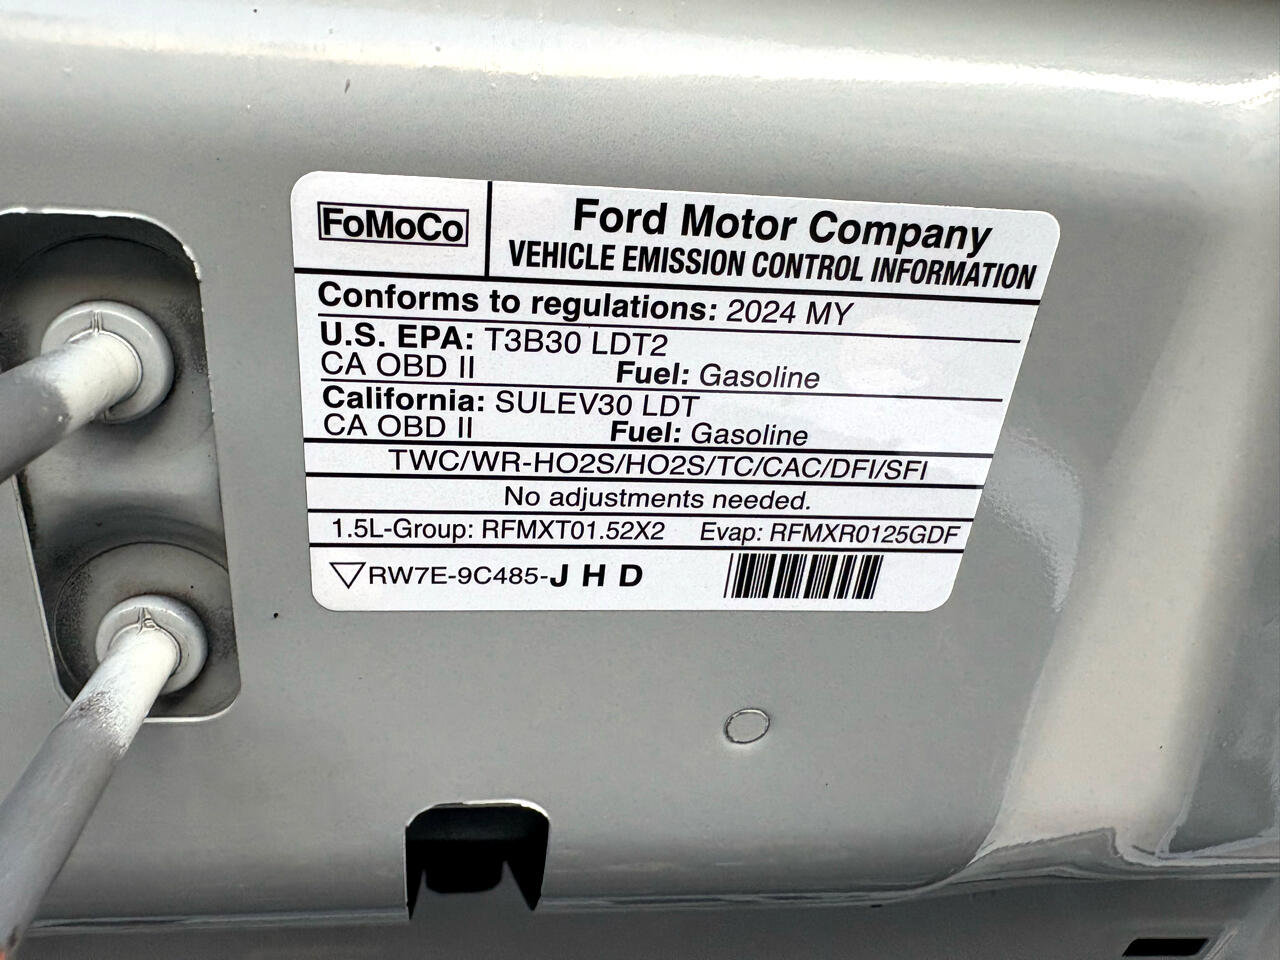 FoMoCo
Ford Motor Company
VEHICLE EMISSION CONTROL INFORMATION
Conforms to regulations: 2024 MY
U.S. EPA: T3B30 LDT2
CA OBD II Fuel: Gasoline
California: SULEV30 LDT
CA OBD II Fuel: Gasoline
TWC/WR-HO2S/HO2S/TC/CAC/DFI/SFI
No adjustments needed.
1.5L-Group: RFMXT01.52X2 Evap: RFMXR0125GDF
RW7E-9C485-J H D